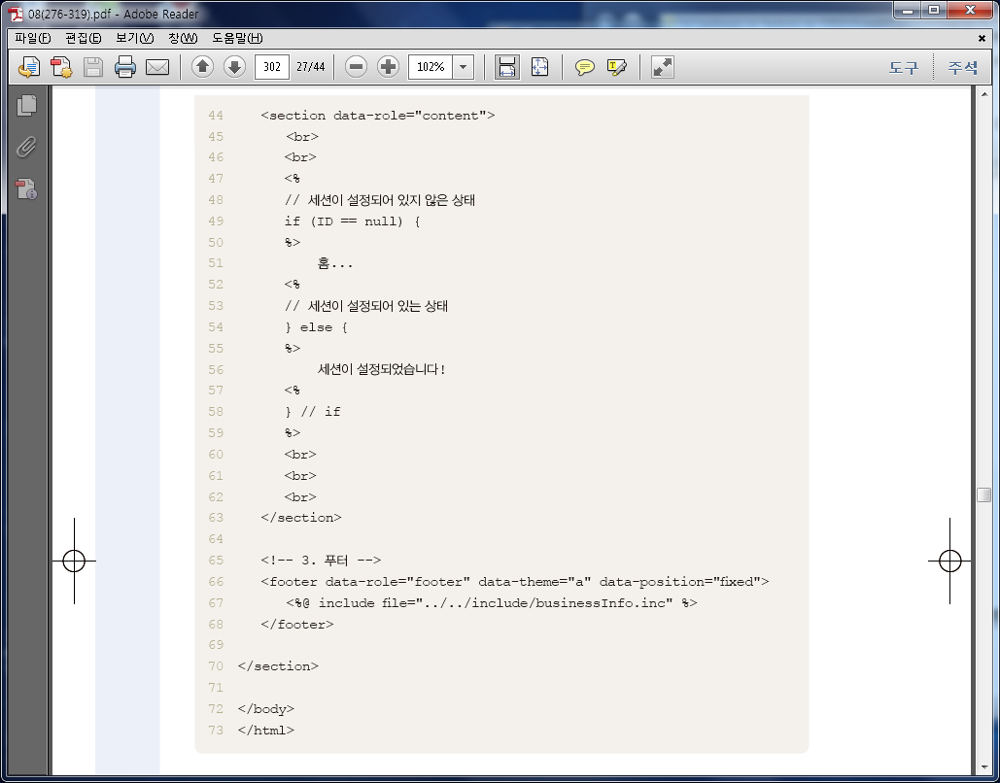 08(276-319).pdf - Adobe Reader
파일(F) 편집(E) 보기(V) 창(W) 도움말(H)
302 27/44 102% 도구 주석
44 <section data-role="content">
45 <br>
46 <br>
47 <%
48 // 세션이 설정되어 있지 않은 상태
49 if (ID == null) {
50 %>
51 홈...
52 <%
53 // 세션이 설정되어 있는 상태
54 } else {
55 %>
56 세션이 설정되었습니다!
57 <%
58 } // if
59 %>
60 <br>
61 <br>
62 <br>
63 </section>
64
65 <!-- 3. 푸터 -->
66 <footer data-role="footer" data-theme="a" data-position="fixed">
67 <%@ include file="../../include/businessInfo.inc" %>
68 </footer>
69
70 </section>
71
72 </body>
73 </html>